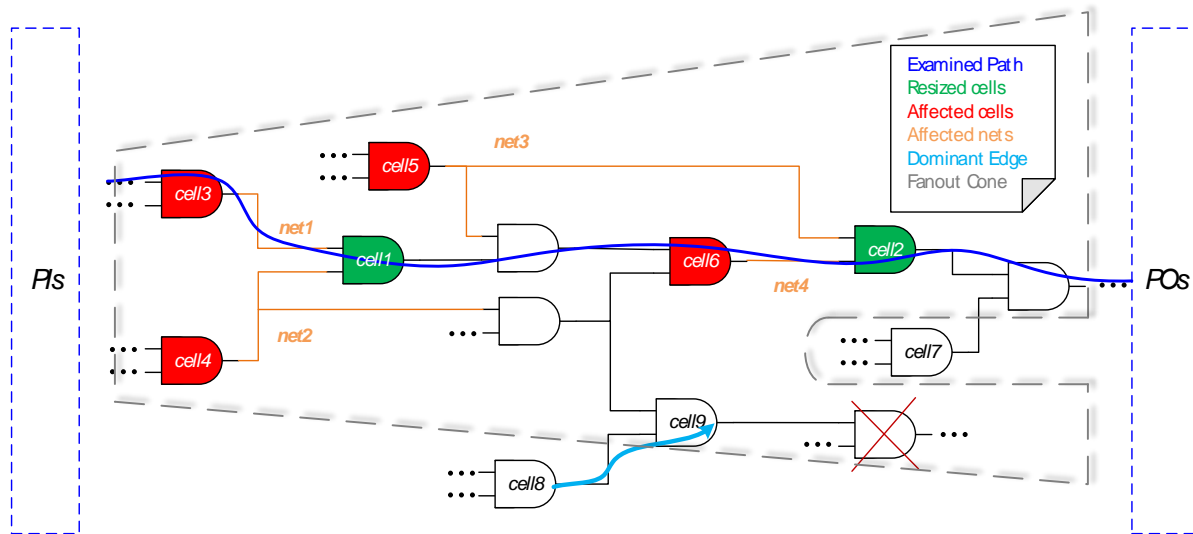 Examined Path
Resized cells
Affected cells
Affected nets
Dominant Edge
Fanout Cone
net3
cell5
cell3
net1
cell1
cell6
cell2
net4
PIs
POs
net2
cell4
cell7
cell9
cell8